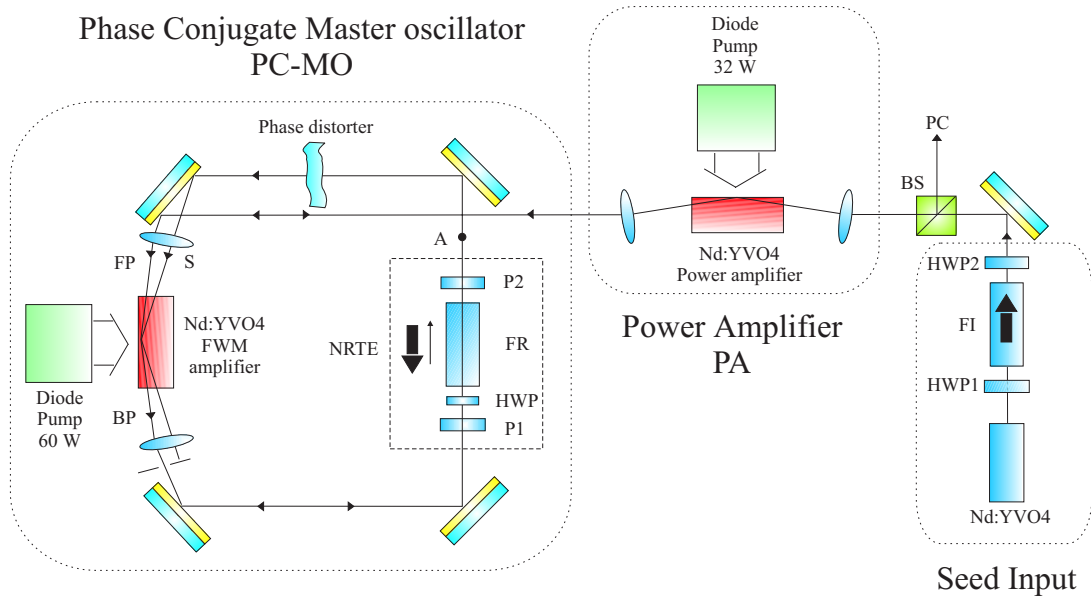 Phase Conjugate Master oscillator
PC-MO
Phase distorter
A
FP
S
Nd:YVO4
FWM
amplifier
Diode
Pump
60 W
BP
NRTE
P2
FR
HWP
P1
Diode
Pump
32 W
Nd:YVO4
Power amplifier
Power Amplifier
PA
PC
BS
HWP2
FI
HWP1
Nd:YVO4
Seed Input